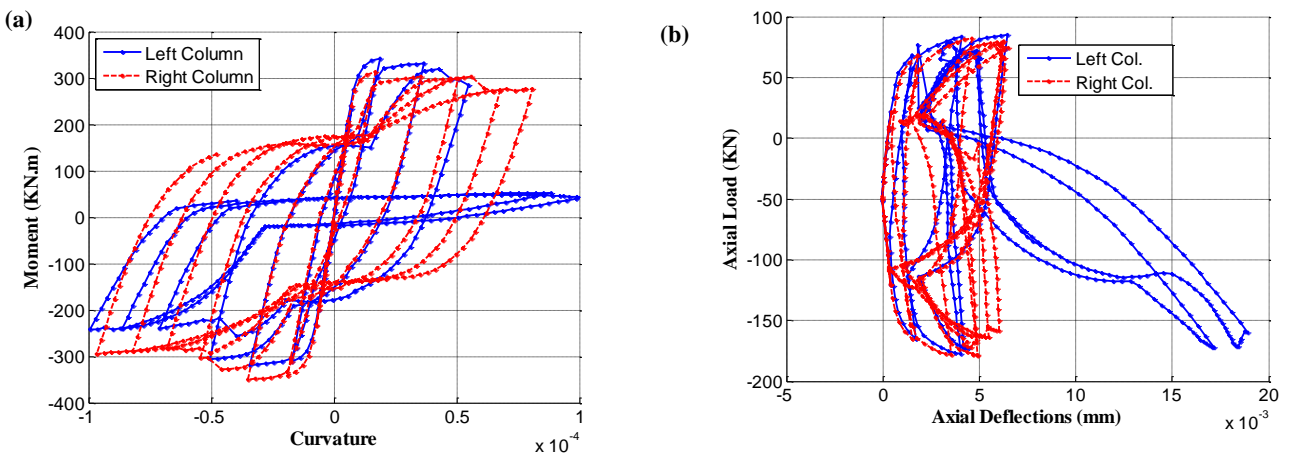 (a)
400
300
200
100
0
-100
-200
-300
-400
Moment (KN.m)
Left Column
Right Column
-1
-0.5
0
0.5
1
Curvature
x 10^-4
(b)
100
50
0
-50
-100
-150
-200
Axial Load (KN)
Left Col.
Right Col.
-5
0
5
10
15
20
Axial Deflections (mm)
x 10^-3